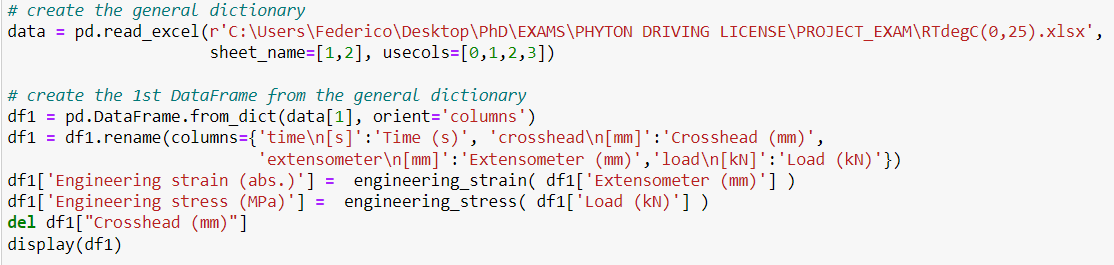 # create the general dictionary
data = pd.read_excel(r'C:\Users\Federico\Desktop\PhD\EXAMS\PHYTON DRIVING LICENSE\PROJECT_EXAM\RTdegC(0,25).xlsx',
                     sheet_name=[1,2], usecols=[0,1,2,3])

# create the 1st DataFrame from the general dictionary
df1 = pd.DataFrame.from_dict(data[1], orient='columns')
df1 = df1.rename(columns={'time\n[s]':'Time (s)', 'crosshead\n[mm]':'Crosshead (mm)',
                          'extensometer\n[mm]':'Extensometer (mm)','load\n[kN]':'Load (kN)'})
df1['Engineering strain (abs.)'] =  engineering_strain( df1['Extensometer (mm)'] )
df1['Engineering stress (MPa)'] =  engineering_stress( df1['Load (kN)'] )
del df1["Crosshead (mm)"]
display(df1)